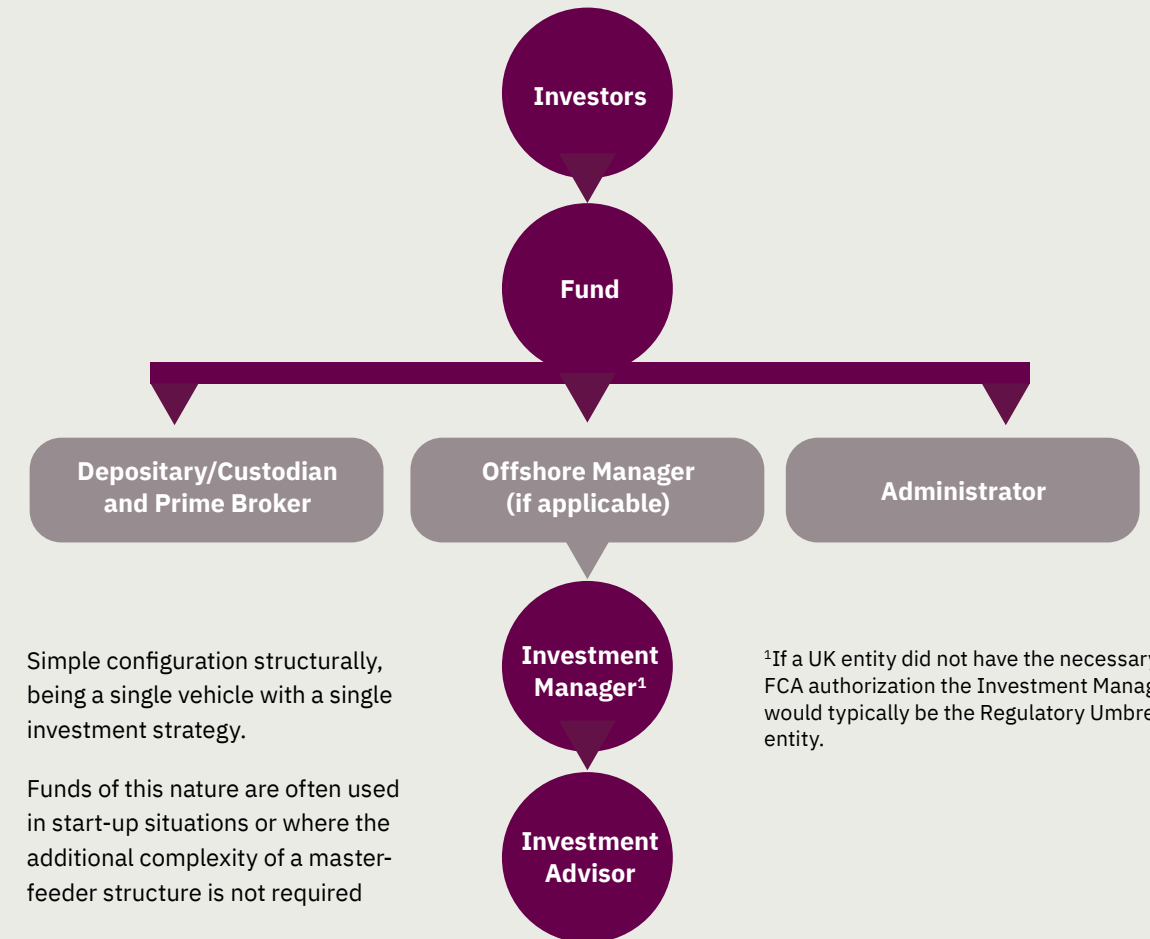 Investors
Fund
Depositary/Custodian
and Prime Broker
Offshore Manager
(if applicable)
Administrator
Investment
Manager¹
Investment
Advisor
Simple configuration structurally,
being a single vehicle with a single
investment strategy.
Funds of this nature are often used
in start-up situations or where the
additional complexity of a master-
feeder structure is not required
¹If a UK entity did not have the necessary
FCA authorization the Investment Manag
would typically be the Regulatory Umbre
entity.